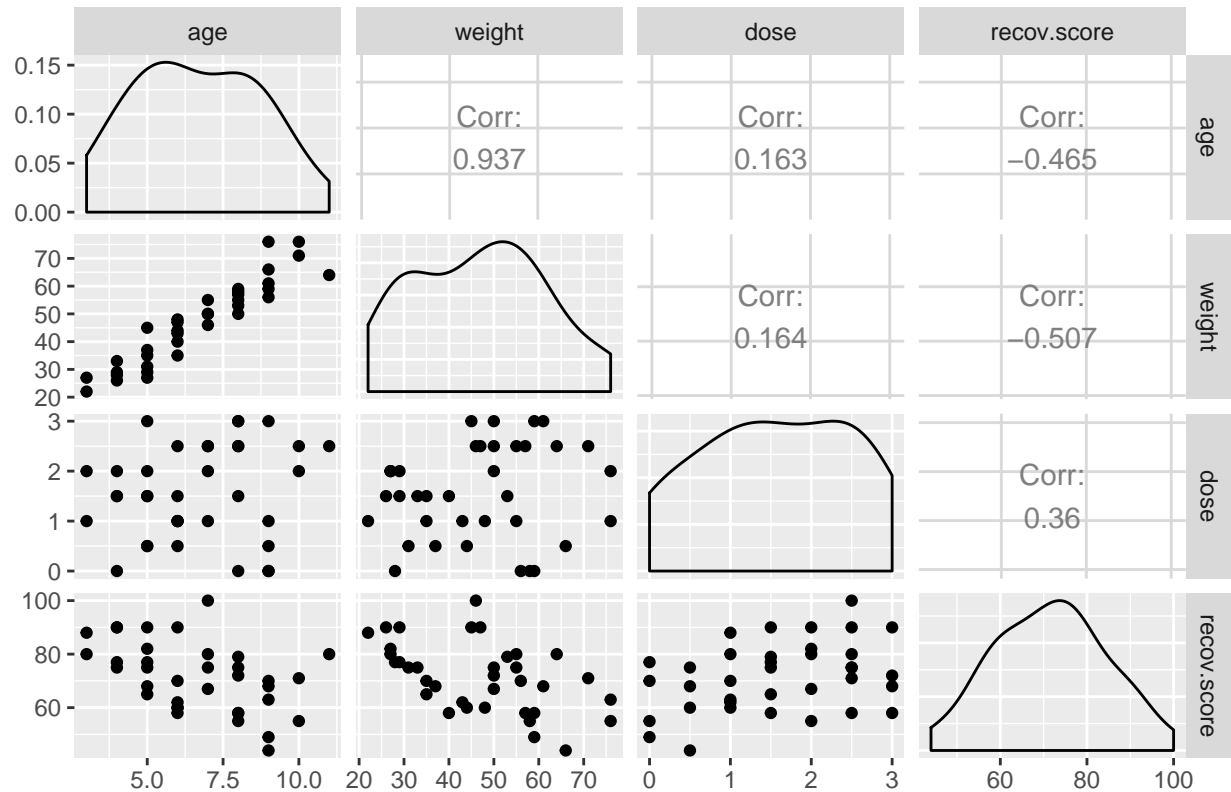 age weight dose recov.score
0.15
0.10
0.05
0.00
Corr:
0.937
Corr:
0.163
Corr:
−0.465
age
70
60
50
40
30
20
Corr:
0.164
Corr:
−0.507
weight
3
2
1
0
Corr:
0.36
dose
100
80
60
recov.score
5.0 7.5 10.0 20 30 40 50 60 70 0 1 2 3 60 80 100